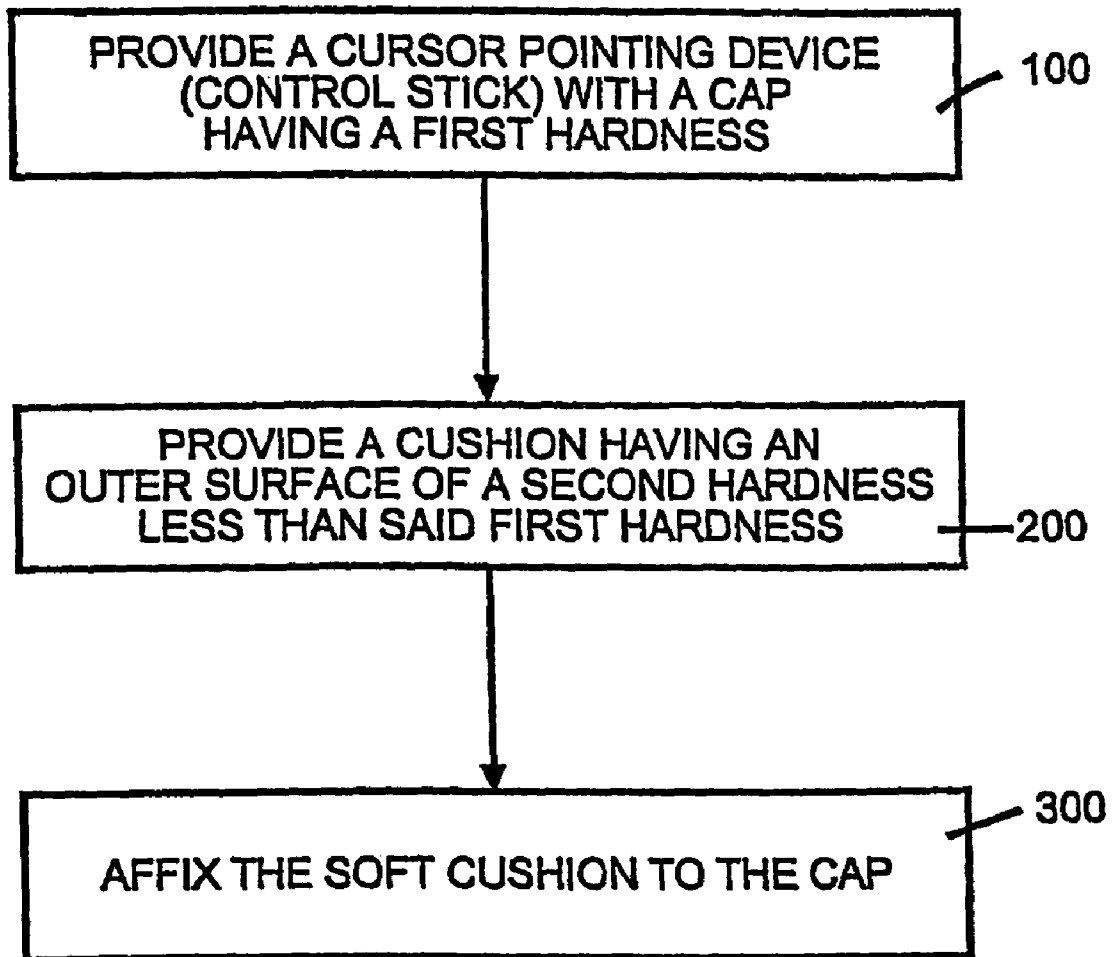 PROVIDE A CURSOR POINTING DEVICE
(CONTROL STICK) WITH A CAP
HAVING A FIRST HARDNESS
100
PROVIDE A CUSHION HAVING AN
OUTER SURFACE OF A SECOND HARDNESS
LESS THAN SAID FIRST HARDNESS
200
AFFIX THE SOFT CUSHION TO THE CAP
300